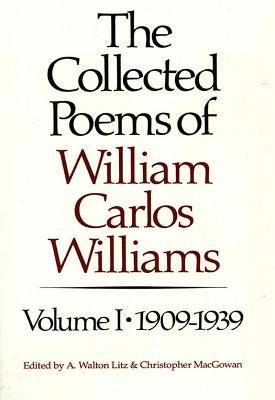 The
Collected
Poems of
William
Carlos
Williams
Volume I • 1909-1939
Edited by A. Walton Litz & Christopher MacGowan